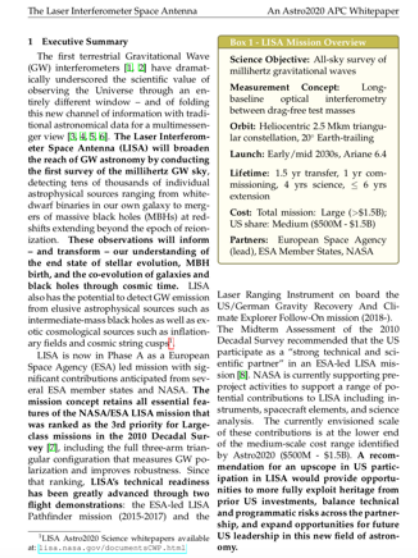 The Laser Interferometer Space Antenna
An Astro2020 APC Whitepaper
1 Executive Summary
The first terrestrial Gravitational Wave
(GW) interferometers [1, 2] have dramat-
ically underscored the scientific value of
observing the Universe through an en-
tirely different window – and of folding
this new channel of information with tradi-
tional astronomical data for a multimessen-
ger view [3, 4, 5, 6]. The Laser Interferom-
eter Space Antenna (LISA) will broaden
the reach of GW astronomy by conducting
the first survey of the millihertz GW sky,
detecting tens of thousands of individual
astrophysical sources ranging from white-
dwarf binaries in our own galaxy to merg-
ers of massive black holes (MBHs) at red-
shifts extending beyond the epoch of reion-
ization. These observations will inform
– and transform – our understanding of
the end state of stellar evolution, MBH
birth, and the co-evolution of galaxies and
black holes through cosmic time. LISA
also has the potential to detect GW emission
from elusive astrophysical sources such as
intermediate-mass black holes as well as ex-
otic cosmological sources such as inflation-
ary fields and cosmic string cusps¹.
LISA is now in Phase A as a European
Space Agency (ESA) led mission with sig-
nificant contributions anticipated from sev-
eral ESA member states and NASA. The
mission concept retains all essential fea-
tures of the NASA/ESA LISA mission that
was ranked as the 3rd priority for Large-
class missions in the 2010 Decadal Sur-
vey [7], including the full three-arm trian-
gular configuration that measures GW po-
larization and improves robustness. Since
that ranking, LISA's technical readiness
has been greatly advanced through two
flight demonstrations: the ESA-led LISA
Pathfinder mission (2015-2017) and the
¹LISA Astro2020 Science whitepapers available
at: lisa.nasa.gov/documentsCWP.html
Box 1 - LISA Mission Overview
Science Objective: All-sky survey of
millihertz gravitational waves
Measurement Concept: Long-
baseline optical interferometry
between drag-free test masses
Orbit: Heliocentric 2.5 Mkm triangu-
lar constellation, 20° Earth-trailing
Launch: Early/mid 2030s, Ariane 6.4
Lifetime: 1.5 yr transfer, 1 yr com-
missioning, 4 yrs science, ≤ 6 yrs
extension
Cost: Total mission: Large (>$1.5B);
US share: Medium ($500M - $1.5B)
Partners: European Space Agency
(lead), ESA Member States, NASA
Laser Ranging Instrument on board the
US/German Gravity Recovery And Cli-
mate Explorer Follow-On mission (2018-).
The Midterm Assessment of the 2010
Decadal Survey recommended that the US
participate as a "strong technical and sci-
entific partner" in an ESA-led LISA mis-
sion [8]. NASA is currently supporting pre-
project activities to support a range of po-
tential contributions to LISA including in-
struments, spacecraft elements, and science
analysis. The currently envisioned scale
of these contributions is at the lower end
of the medium-scale cost range identified
by Astro2020 ($500M - $1.5B). A recom-
mendation for an upscope in US partic-
ipation in LISA would provide opportu-
nities to more fully exploit heritage from
prior US investments, balance technical
and programmatic risks across the partner-
ship, and expand opportunities for future
US leadership in this new field of astron-
omy.